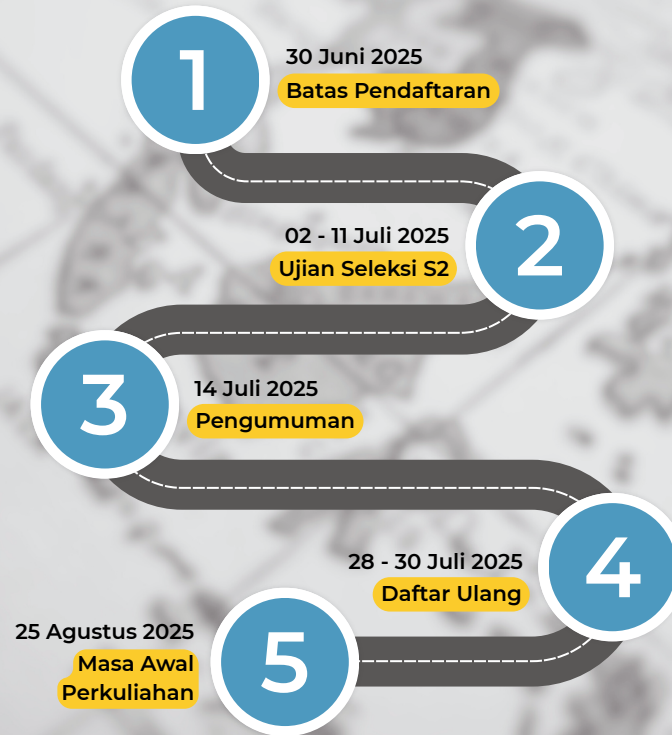 1
30 Juni 2025
Batas Pendaftaran
2
02 - 11 Juli 2025
Ujian Seleksi S2
3
14 Juli 2025
Pengumuman
4
28 - 30 Juli 2025
Daftar Ulang
5
25 Agustus 2025
Masa Awal
Perkuliahan